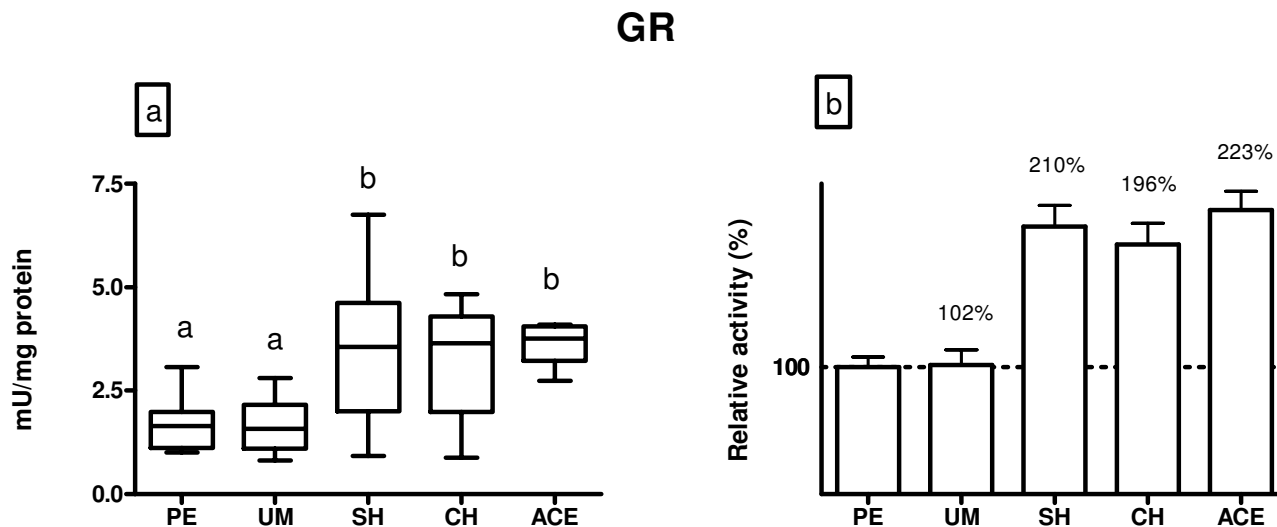 GR
a
7.5
5.0
2.5
0.0
mU/mg protein
a
a
b
b
b
PE UM SH CH ACE
b
Relative activity (%)
100
102%
210%
196%
223%
PE UM SH CH ACE